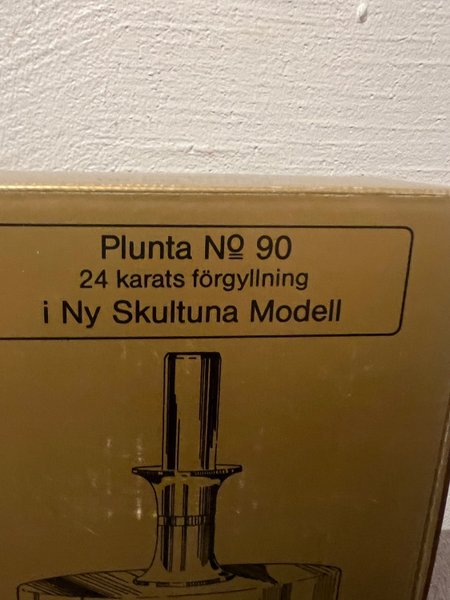 Plunta Nº 90
24 karats förgyllning
i Ny Skultuna Modell